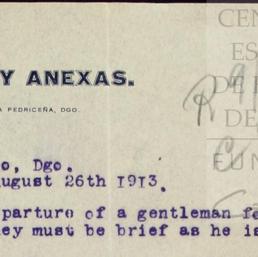 CEN
ES
DE
DE
Y ANEXAS.
A PEDRICEÑA, DGO.
R
C
FUN
o, Dgo.
ugust 26th 1913.
parture of a gentleman fo
ey must be brief as he is